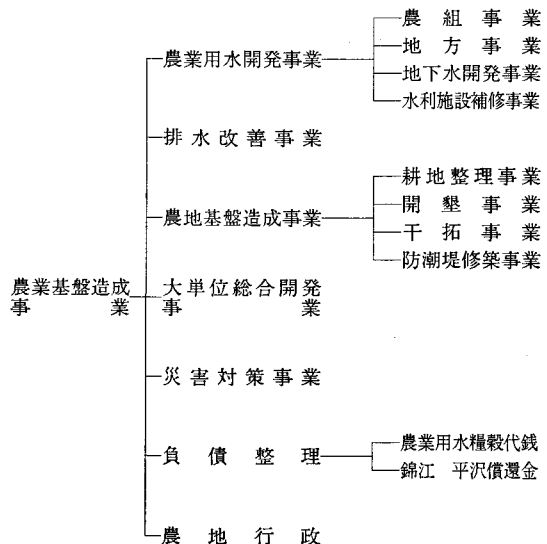 農業基盤造成
事業
農業用水開発事業
農組事業
地方事業
地下水開発事業
水利施設補修事業
排水改善事業
農地基盤造成事業
耕地整理事業
開墾事業
干拓事業
防潮堤修築事業
大単位総合開発
事業
災害対策事業
負債整理
農業用水糧穀代銭
錦江 平沢償還金
農地行政